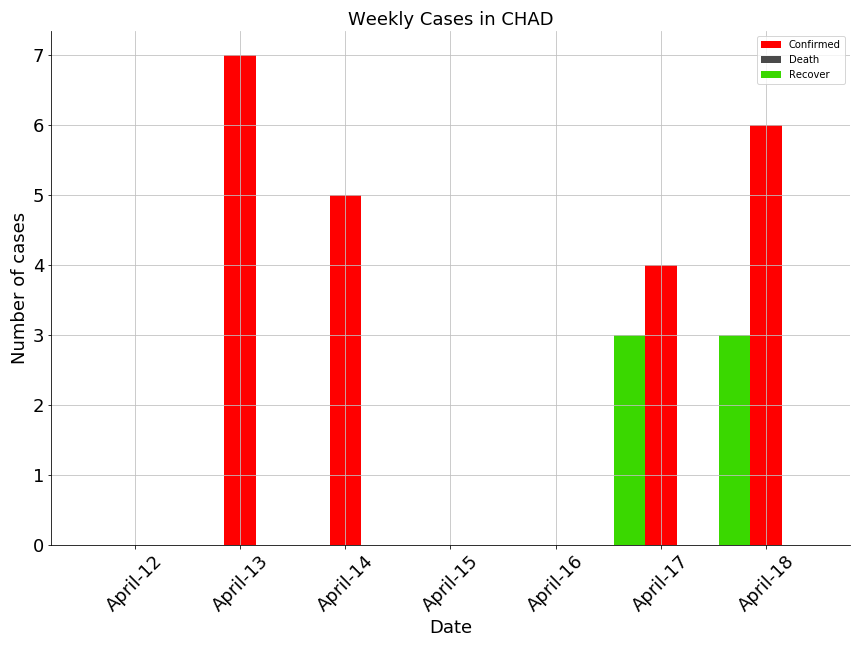 Weekly Cases in CHAD
Confirmed
Death
Recover
Number of cases
7
6
5
4
3
2
1
0
April-12
April-13
April-14
April-15
April-16
April-17
April-18
Date